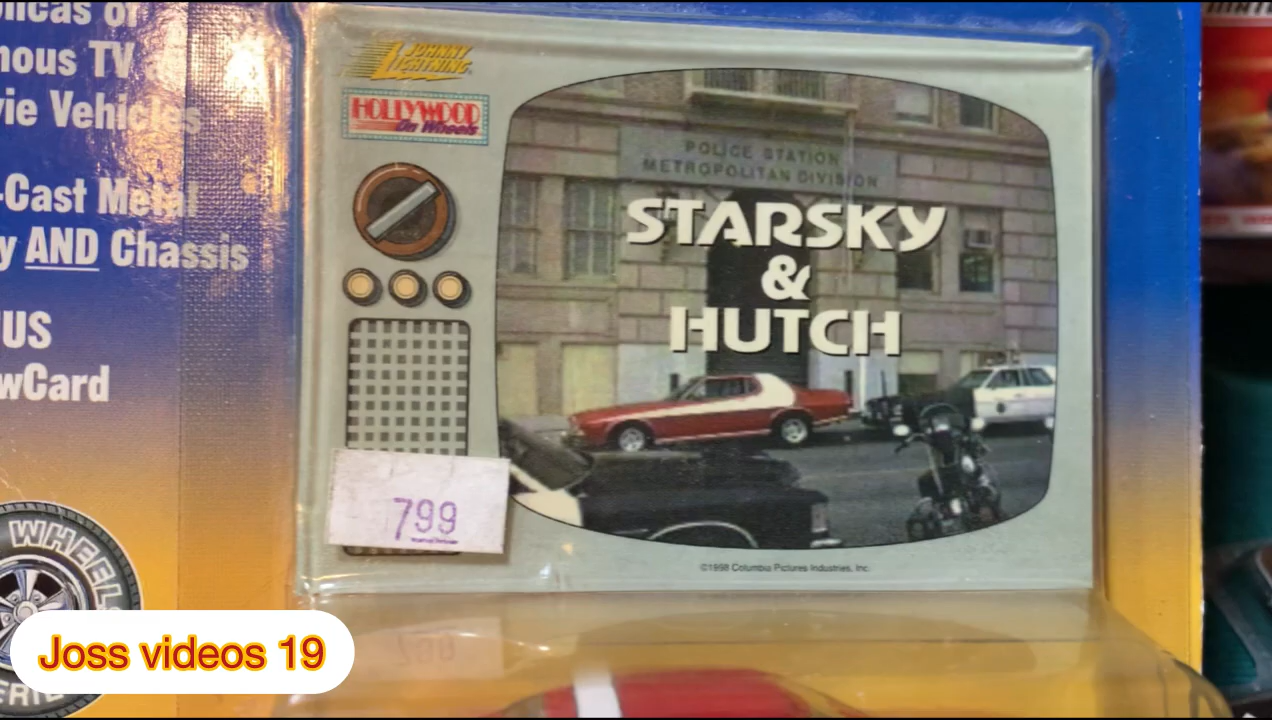 nous TV
vie Vehicles
-Cast Metal
y AND Chassis
US
wCard
WHEELS
JOHNNY
LIGHTNING
HOLLYWOOD
On Wheels
POLICE STATION
METROPOLITAN DIVISION
STARSKY
&
HUTCH
799
©1998 Columbia Pictures Industries, Inc.
Joss videos 19